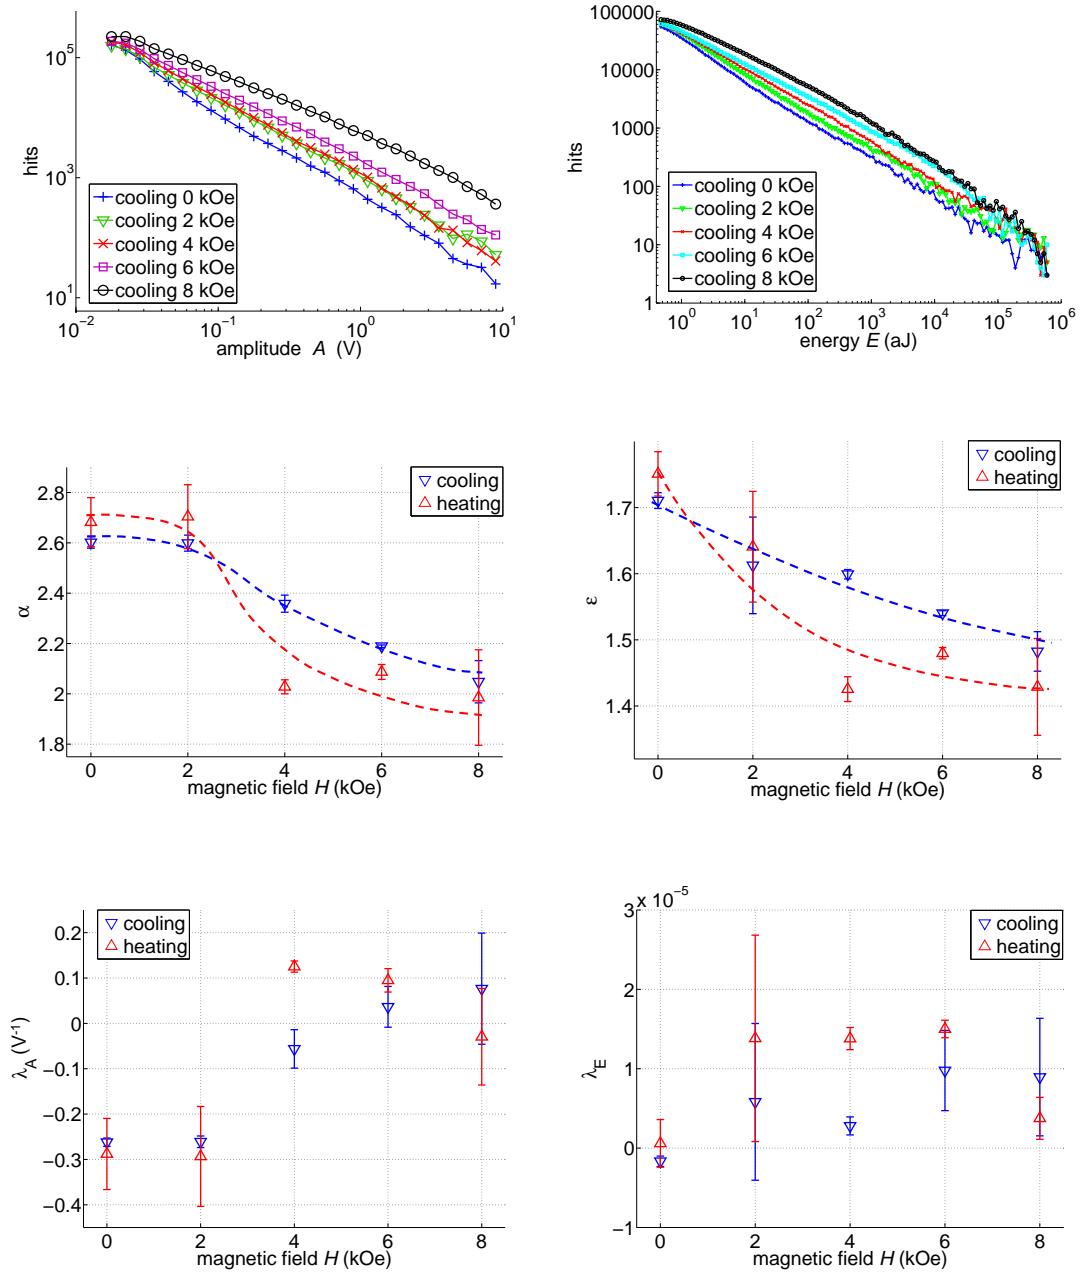 hits
10^5
10^3
10^1
10^−2
10^−1
10^0
10^1
amplitude A (V)
cooling 0 kOe
cooling 2 kOe
cooling 4 kOe
cooling 6 kOe
cooling 8 kOe
hits
100000
10000
1000
100
10
1
10^0
10^1
10^2
10^3
10^4
10^5
10^6
energy E (aJ)
cooling 0 kOe
cooling 2 kOe
cooling 4 kOe
cooling 6 kOe
cooling 8 kOe
α
2.8
2.6
2.4
2.2
2
1.8
0
2
4
6
8
magnetic field H (kOe)
cooling
heating
ε
1.7
1.6
1.5
1.4
0
2
4
6
8
magnetic field H (kOe)
cooling
heating
λ_A (V^-1)
0.2
0.1
0
−0.1
−0.2
−0.3
−0.4
0
2
4
6
8
magnetic field H (kOe)
cooling
heating
λ_E
x 10^−5
3
2
1
0
−1
0
2
4
6
8
magnetic field H (kOe)
cooling
heating